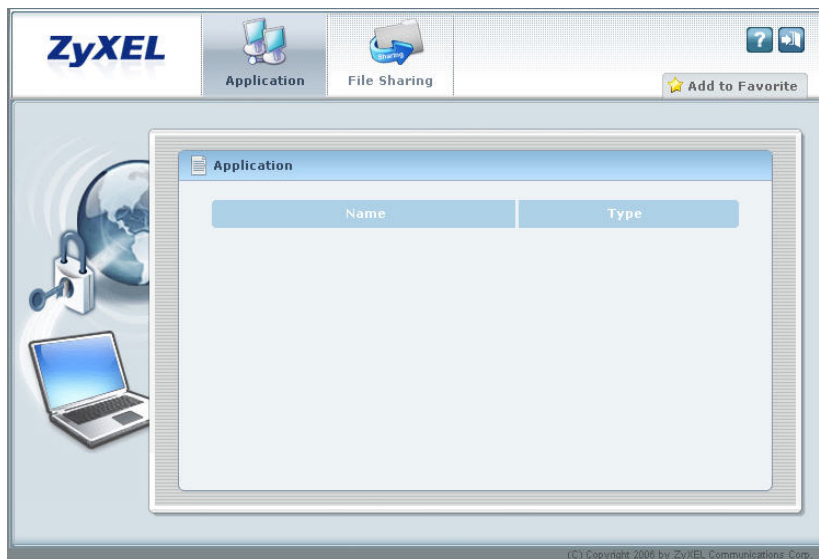 ZyXEL
Application
Sharing
File Sharing
?
Add to Favorite
Application
Name Type
(C) Copyright 2006 by ZyXEL Communications Corp.